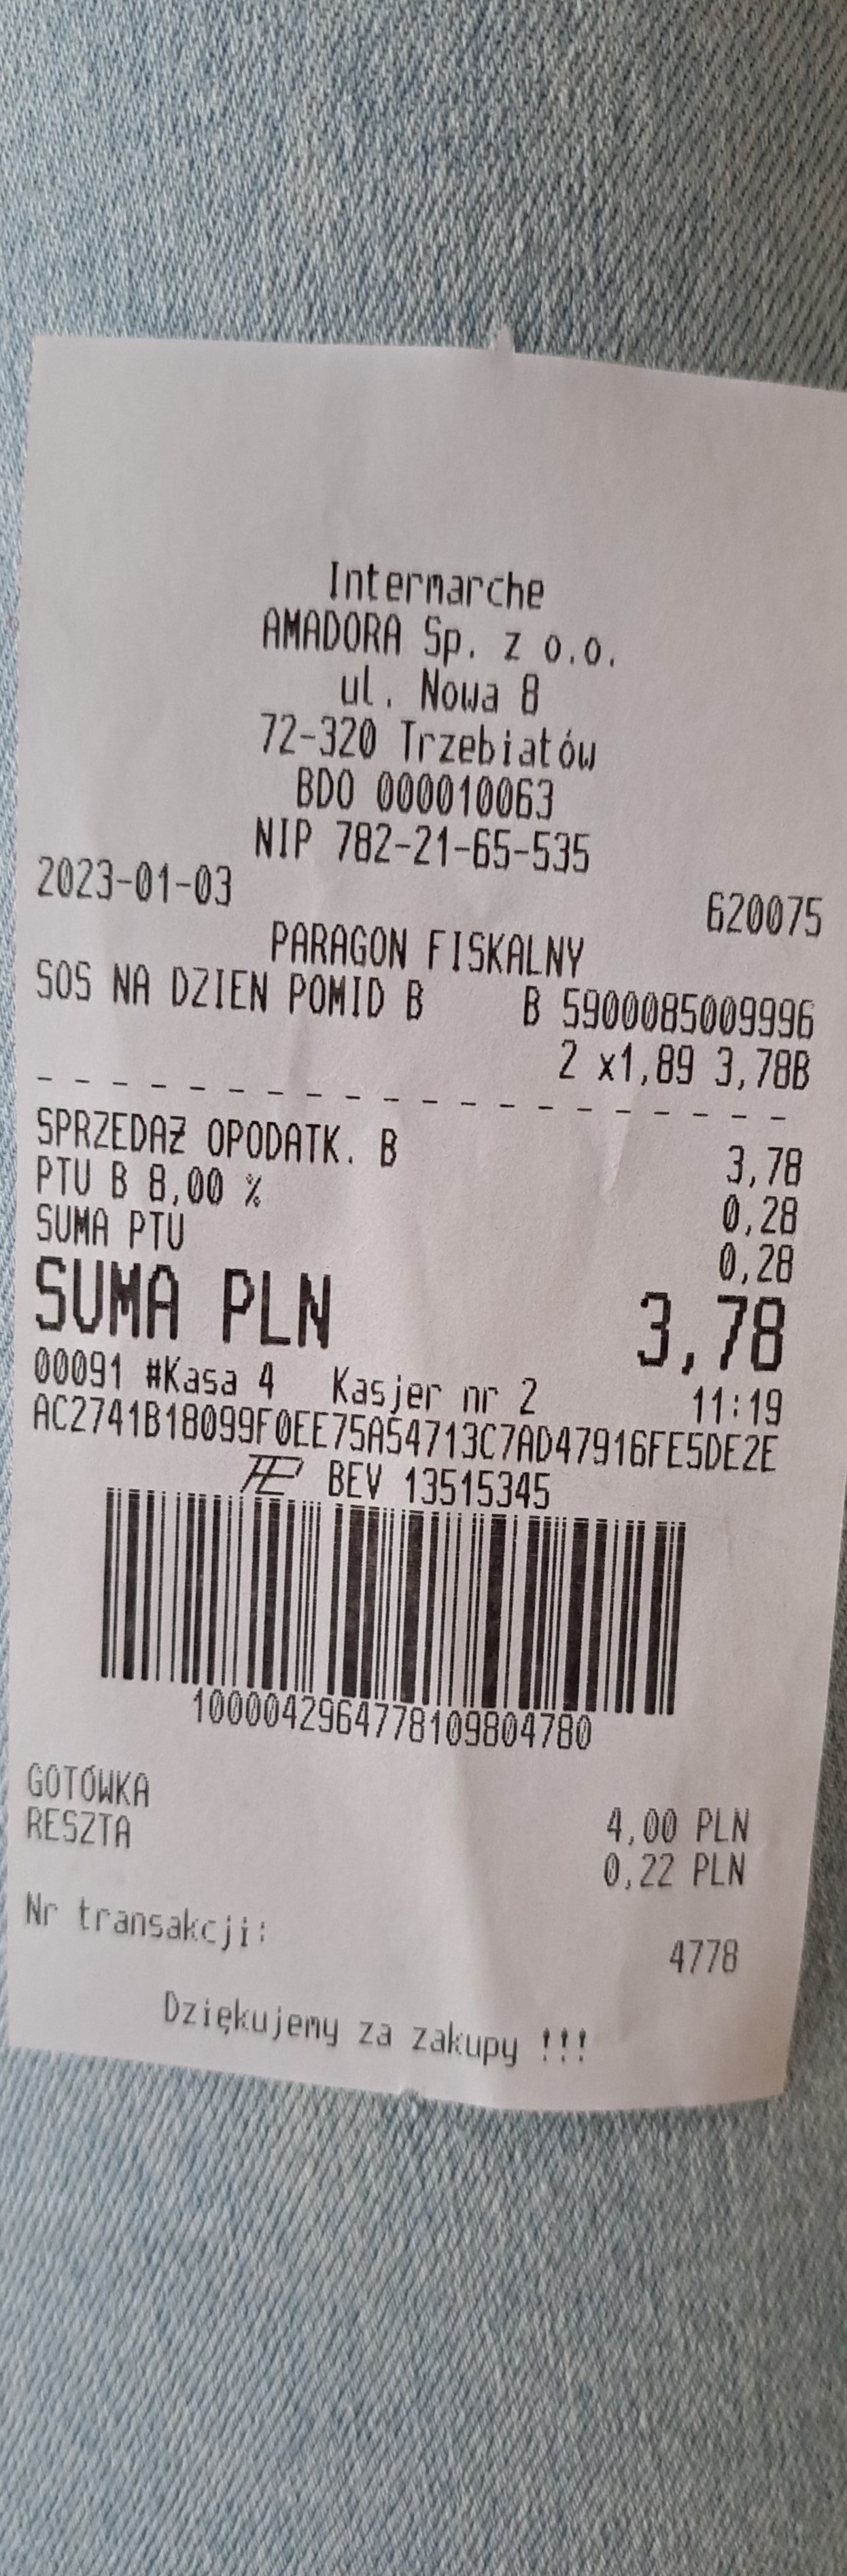 Intermarche
AMADORA Sp. z o.o.
ul. Nowa 8
72-320 Trzebiatów
BDO 000010063
NIP 782-21-65-535
2023-01-03 620075
PARAGON FISKALNY
SOS NA DZIEN POMID B B 5900085009996
2 x1,89 3,78B
SPRZEDAŻ OPODATK. B 3,78
PTU B 8,00 % 0,28
SUMA PTU 0,28
SUMA PLN 3,78
00091 #Kasa 4 Kasjer nr 2 11:19
AC2741B18099F0EE75A54713C7AD47916FE5DE2E
BEV 13515345
1000042964778109804780
GOTÓWKA 4,00 PLN
RESZTA 0,22 PLN
Nr transakcji: 4778
Dziękujemy za zakupy !!!